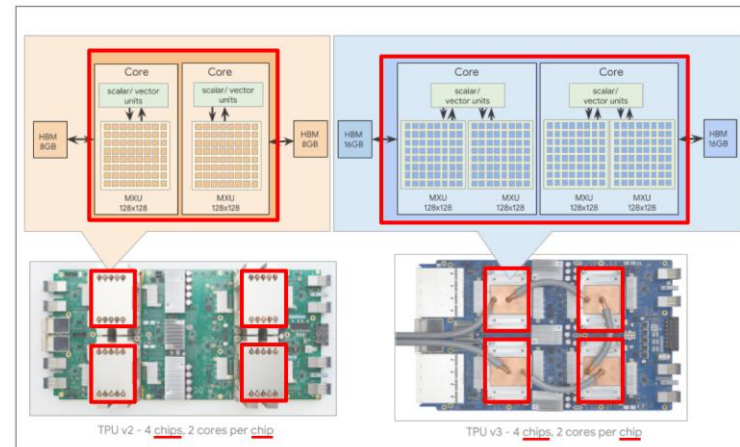 Core
Core
scalar/ vector
units
scalar/ vector
units
HBM
8GB
HBM
8GB
MXU
128x128
MXU
128x128
Core
Core
scalar/ vector
units
scalar/ vector
units
HBM
16GB
HBM
16GB
MXU
128x128
MXU
128x128
MXU
128x128
MXU
128x128
TPU v2 - 4 chips, 2 cores per chip
TPU v3 - 4 chips, 2 cores per chip